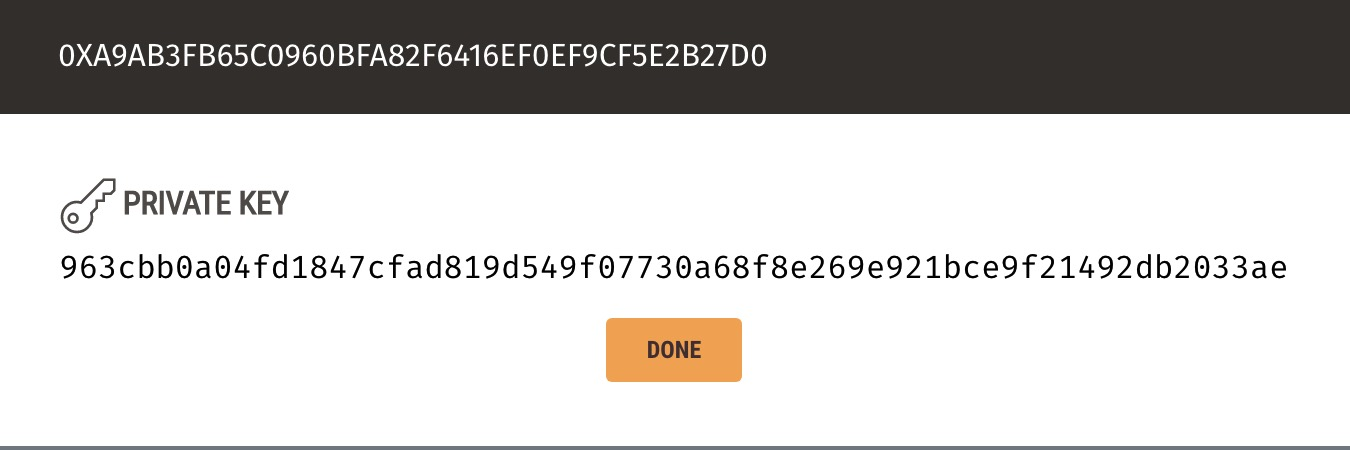 0XA9AB3FB65C0960BFA82F6416EF0EF9CF5E2B27D0
PRIVATE KEY
963cbb0a04fd1847cfad819d549f07730a68f8e269e921bce9f21492db2033ae
DONE